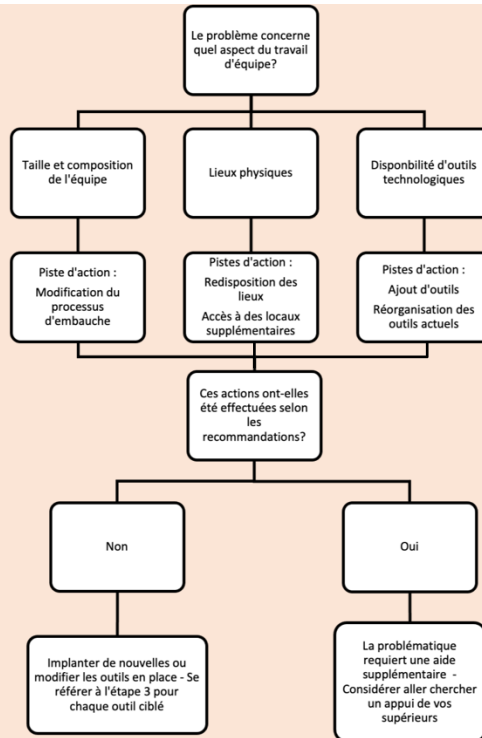 Le problème concerne
quel aspect du travail
d'équipe?
Taille et composition
de l'équipe
Lieux physiques
Disponbilité d'outils
technologiques
Piste d'action :
Modification du
processus
d'embauche
Pistes d'action :
Redisposition des
lieux
Accès à des locaux
supplémentaires
Pistes d'action :
Ajout d'outils
Réorganisation des
outils actuels
Ces actions ont-elles
été effectuées selon
les
recommandations?
Non
Oui
Implanter de nouvelles ou
modifier les outils en place - Se
référer à l'étape 3 pour
chaque outil ciblé
La problématique
requiert une aide
supplémentaire -
Considérer aller chercher
un appui de vos
supérieurs